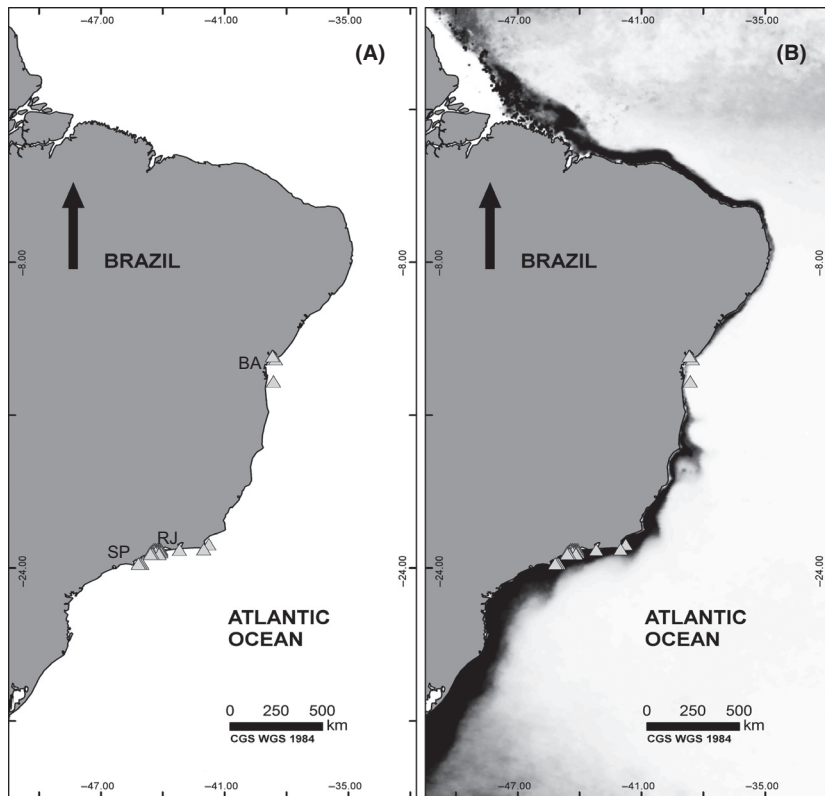 −47.00 −41.00 −35.00
(A)
−8.00 −8.00
BRAZIL
BA
RJ
SP
−24.00 −24.00
ATLANTIC
OCEAN
0 250 500
km
CGS WGS 1984
−47.00 −41.00 −35.00
−47.00 −41.00 −35.00
(B)
−8.00
BRAZIL
−24.00
ATLANTIC
OCEAN
0 250 500
km
CGS WGS 1984
−47.00 −41.00 −35.00